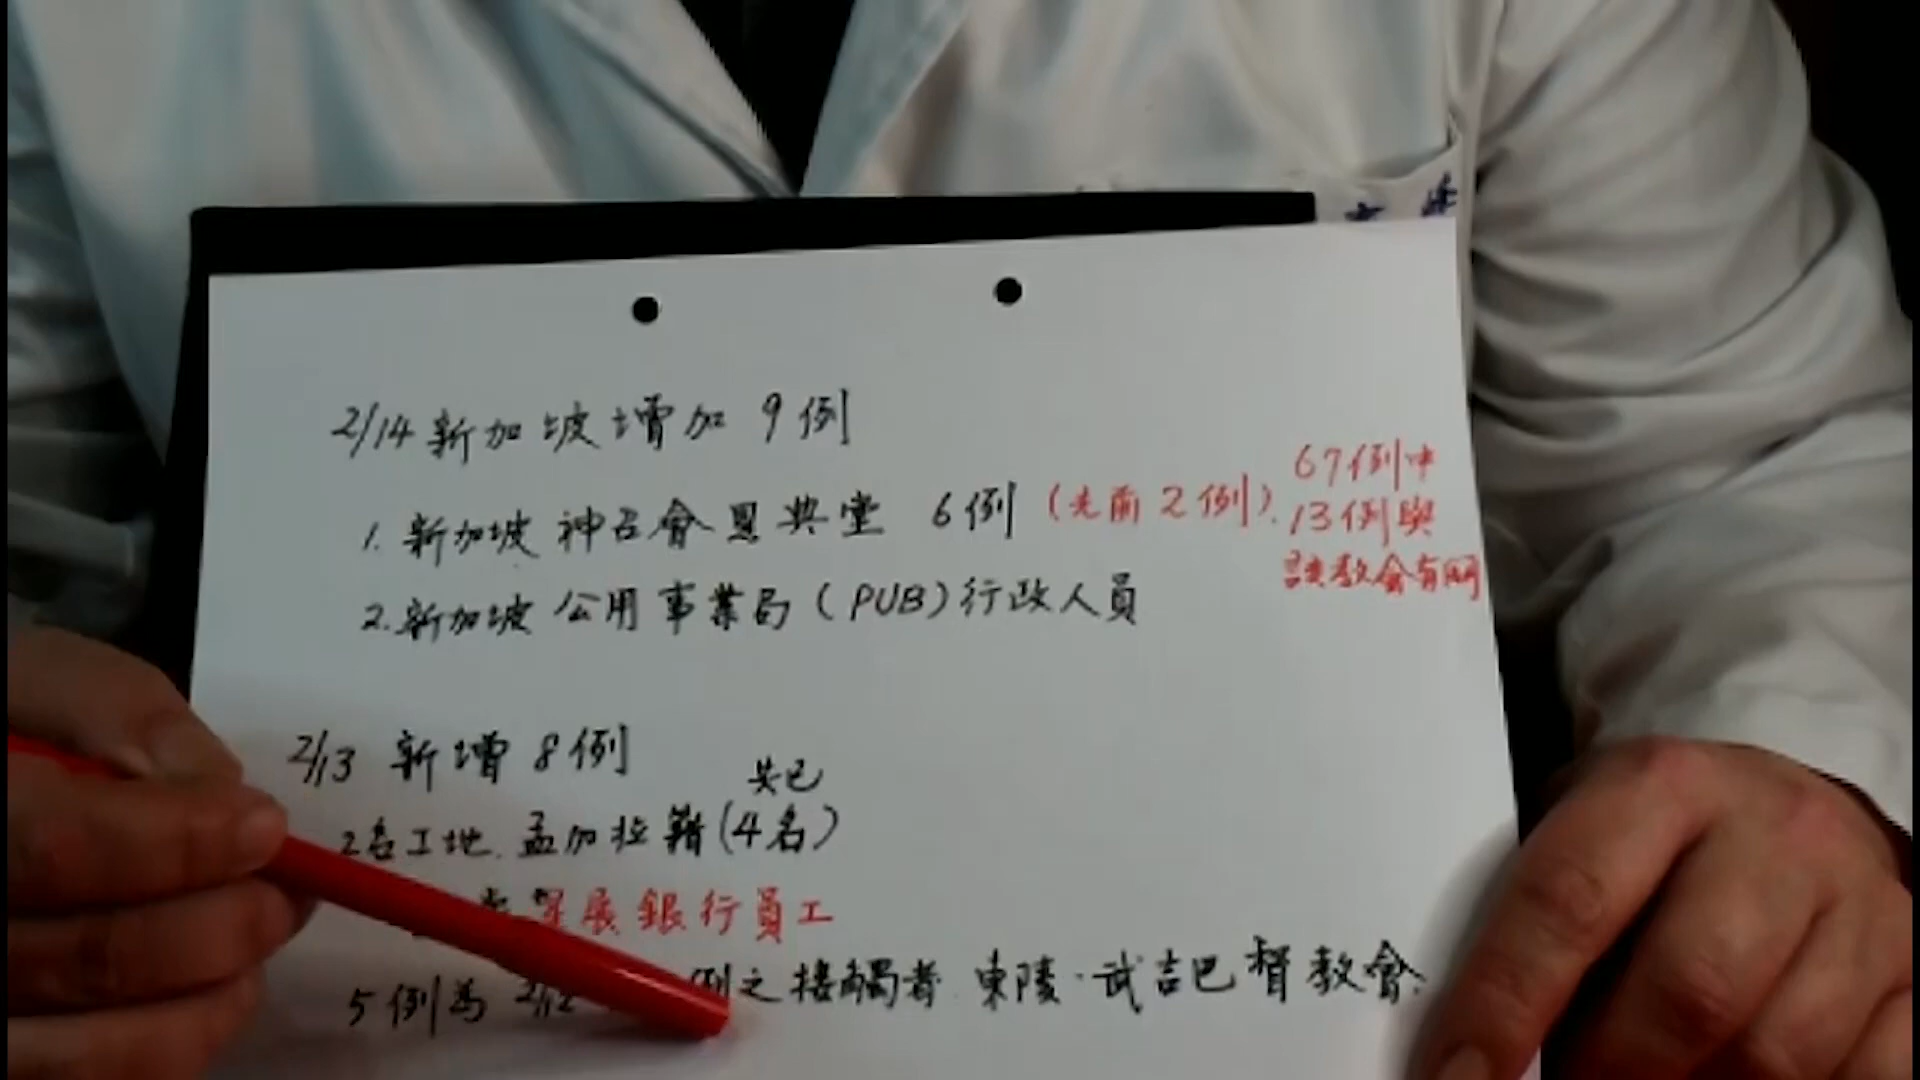 2/14 新加坡增加 9例
1. 新加坡 神召會恩典堂 6例 (先前2例).
67例中
13例與
該教會有關
2. 新加坡 公用事業局 (PUB) 行政人員
2/13 新增 8例
共已
2名工地. 孟加拉籍 (4名)
星展銀行員工
5例為 2/12 例之接觸者. 東陵·武吉巴督教會.